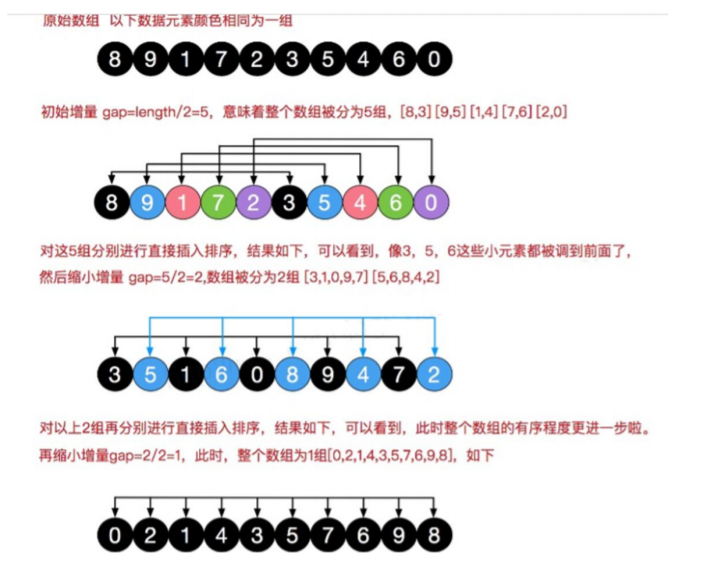 原始数组 以下数据元素颜色相同为一组
8 9 1 7 2 3 5 4 6 0
初始增量 gap=length/2=5，意味着整个数组被分为5组，[8,3][9,5][1,4][7,6][2,0]
8 9 1 7 2 3 5 4 6 0
对这5组分别进行直接插入排序，结果如下，可以看到，像3，5，6这些小元素都被调到前面了，
然后缩小增量 gap=5/2=2,数组被分为2组 [3,1,0,9,7][5,6,8,4,2]
3 5 1 6 0 8 9 4 7 2
对以上2组再分别进行直接插入排序，结果如下，可以看到，此时整个数组的有序程度更进一步啦。
再缩小增量gap=2/2=1，此时，整个数组为1组[0,2,1,4,3,5,7,6,9,8]，如下
0 2 1 4 3 5 7 6 9 8